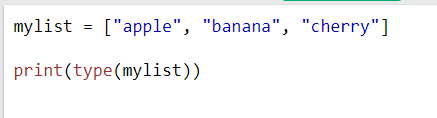 mylist = ["apple", "banana", "cherry"]
print(type(mylist))